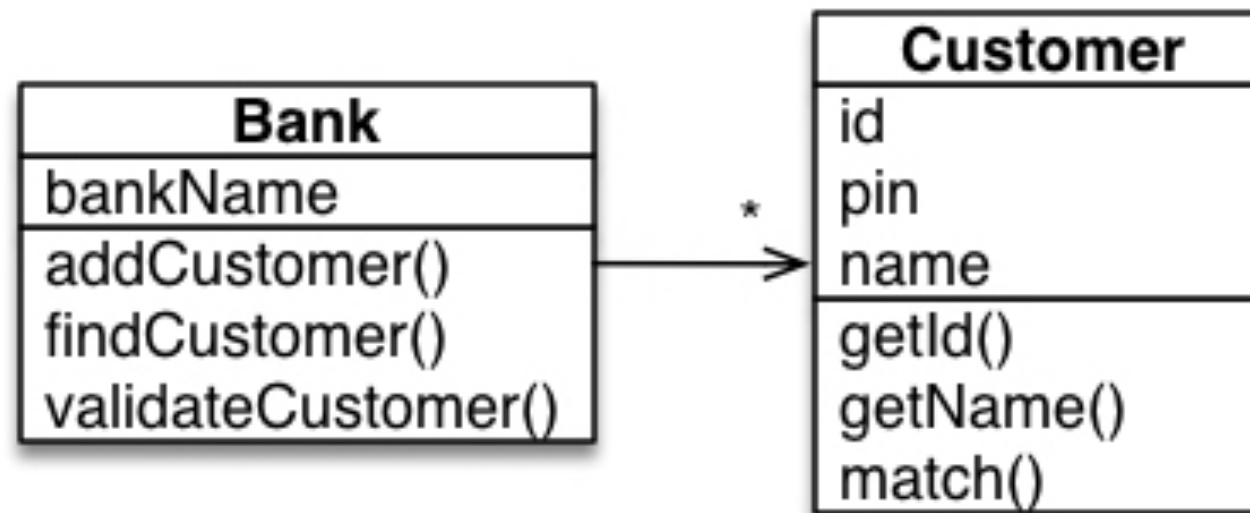 Bank
bankName
addCustomer()
findCustomer()
validateCustomer()
*
Customer
id
pin
name
getId()
getName()
match()